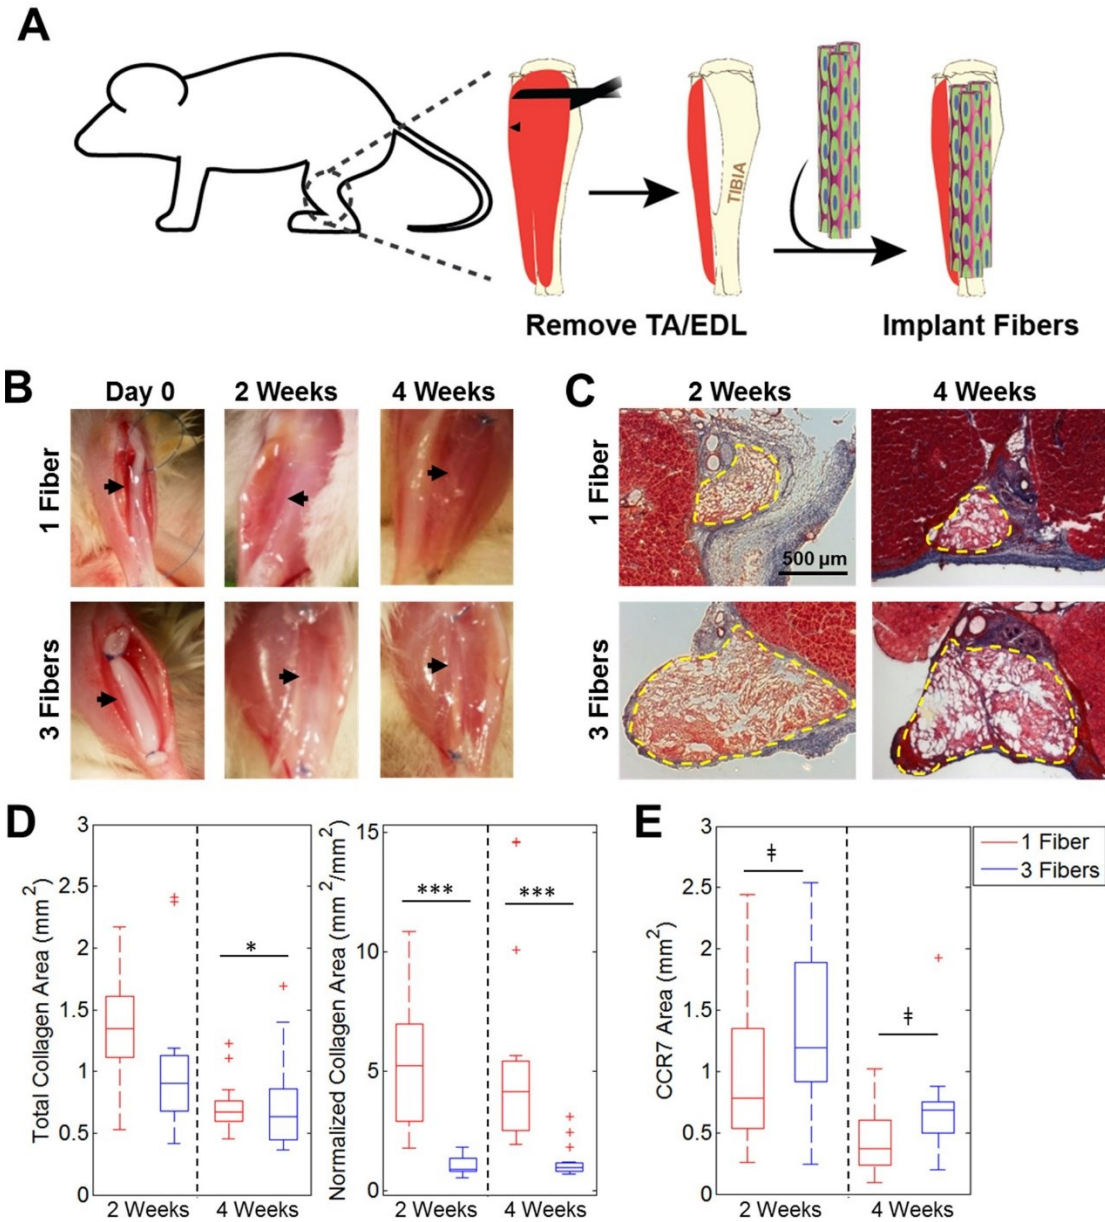 A
TIBIA
Remove TA/EDL
Implant Fibers
B
Day 0
2 Weeks
4 Weeks
1 Fiber
3 Fibers
C
2 Weeks
4 Weeks
1 Fiber
500 μm
3 Fibers
D
Total Collagen Area (mm²)
3
2.5
2
1.5
1
0.5
0
*
2 Weeks
4 Weeks
Normalized Collagen Area (mm²/mm²)
15
10
5
0
***
***
2 Weeks
4 Weeks
E
CCR7 Area (mm²)
3
2.5
2
1.5
1
0.5
0
ǂ
ǂ
2 Weeks
4 Weeks
1 Fiber
3 Fibers